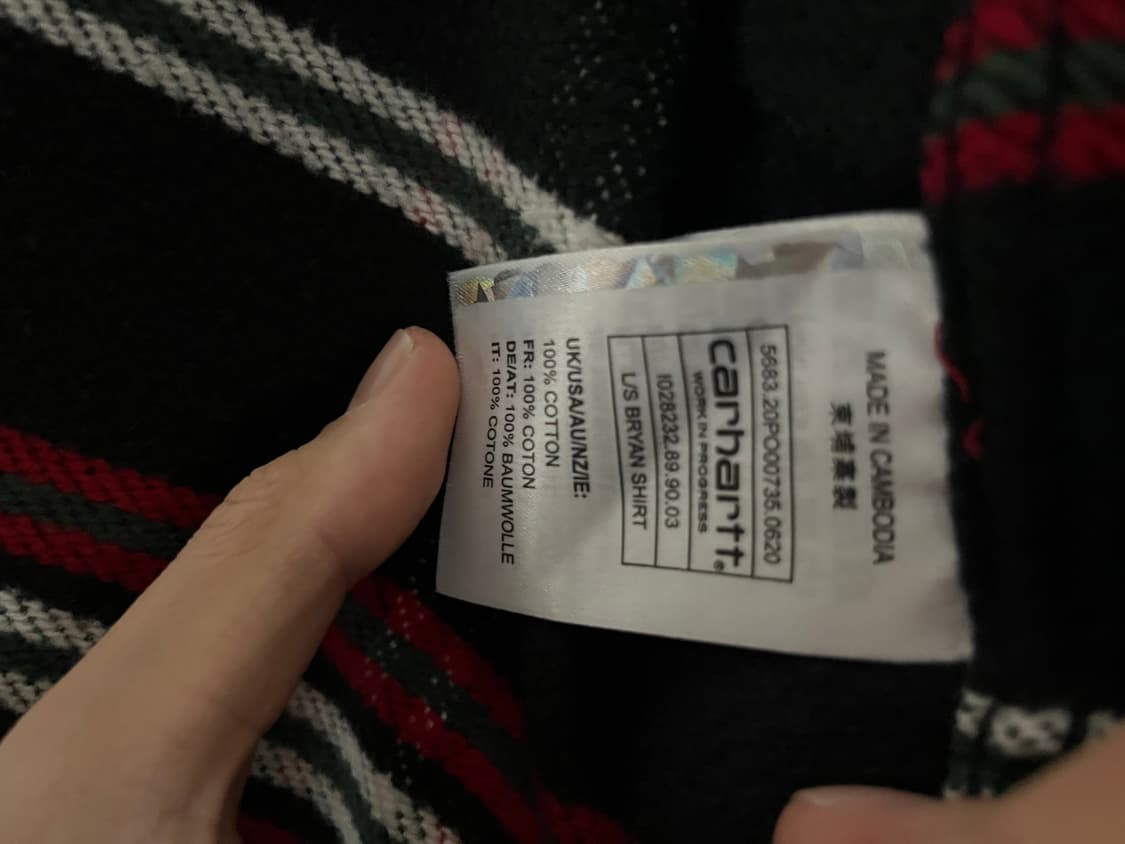 MADE IN CAMBODIA
柬埔寨製
5683.20PO000735.0620
carhartt®
WORK IN PROGRESS
I028232.89.90.03
L/S BRYAN SHIRT
UK/USA/AU/NZ/IE:
100% COTTON
FR: 100% COTON
DE/AT: 100% BAUMWOLLE
IT: 100% COTONE